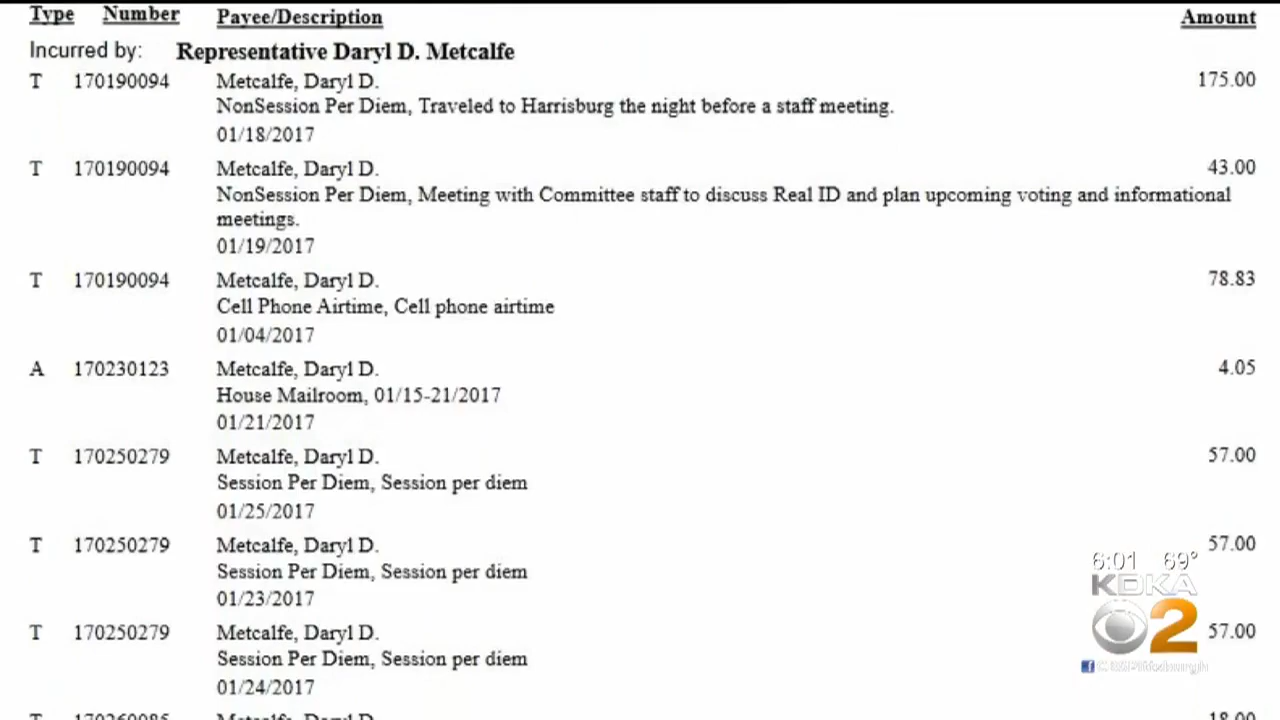 Type Number Payee/Description Amount
Incurred by: Representative Daryl D. Metcalfe
T 170190094 Metcalfe, Daryl D. 175.00
NonSession Per Diem, Traveled to Harrisburg the night before a staff meeting.
01/18/2017
T 170190094 Metcalfe, Daryl D. 43.00
NonSession Per Diem, Meeting with Committee staff to discuss Real ID and plan upcoming voting and informational
meetings.
01/19/2017
T 170190094 Metcalfe, Daryl D. 78.83
Cell Phone Airtime, Cell phone airtime
01/04/2017
A 170230123 Metcalfe, Daryl D. 4.05
House Mailroom, 01/15-21/2017
01/21/2017
T 170250279 Metcalfe, Daryl D. 57.00
Session Per Diem, Session per diem
01/25/2017
T 170250279 Metcalfe, Daryl D. 57.00
Session Per Diem, Session per diem
01/23/2017
6:01 69°
KDKA
2
T 170250279 Metcalfe, Daryl D. 57.00
Session Per Diem, Session per diem
01/24/2017
T 170260085 Metcalfe, Daryl D. 18.00